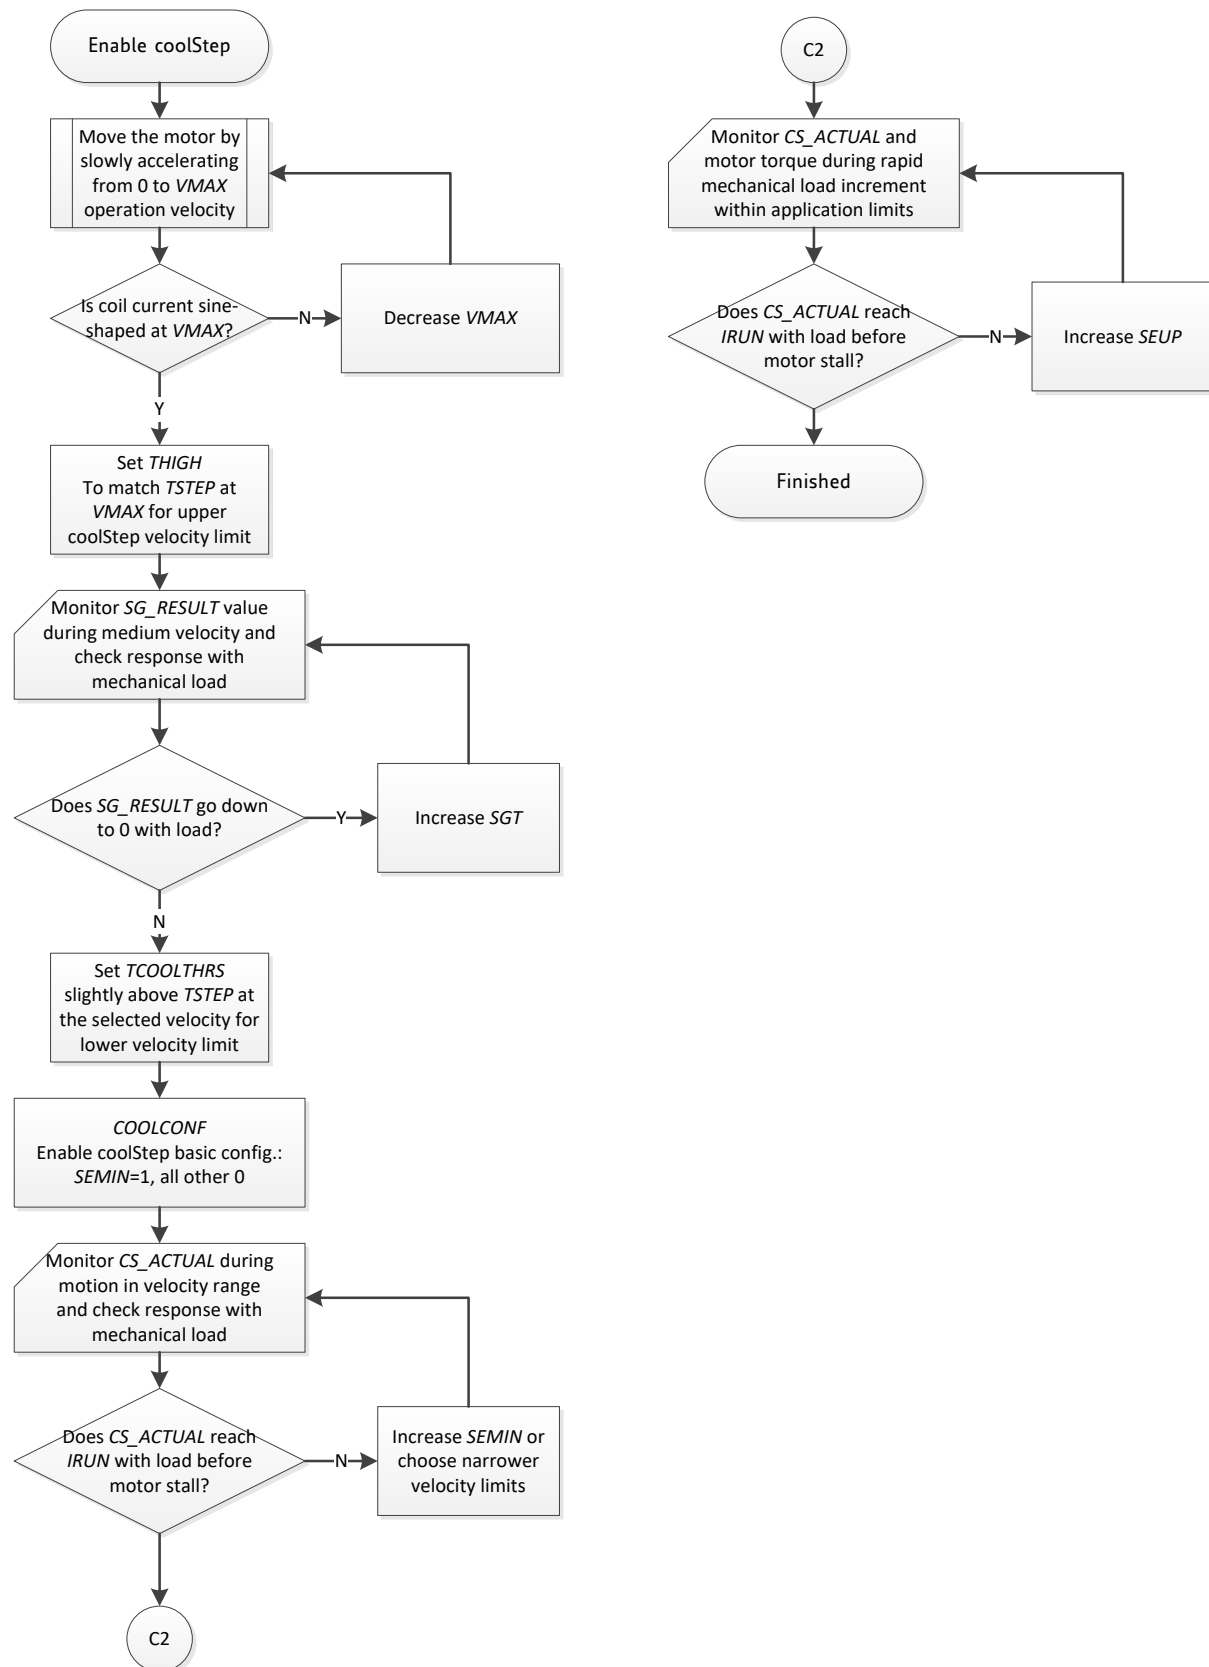 Enable coolStep
Move the motor by
slowly accelerating
from 0 to VMAX
operation velocity
Is coil current sine-
shaped at VMAX?
N
Decrease VMAX
Y
Set THIGH
To match TSTEP at
VMAX for upper
coolStep velocity limit
Monitor SG_RESULT value
during medium velocity and
check response with
mechanical load
Does SG_RESULT go down
to 0 with load?
Y
Increase SGT
N
Set TCOOLTHRS
slightly above TSTEP at
the selected velocity for
lower velocity limit
COOLCONF
Enable coolStep basic config.:
SEMIN=1, all other 0
Monitor CS_ACTUAL during
motion in velocity range
and check response with
mechanical load
Does CS_ACTUAL reach
IRUN with load before
motor stall?
N
Increase SEMIN or
choose narrower
velocity limits
C2
C2
Monitor CS_ACTUAL and
motor torque during rapid
mechanical load increment
within application limits
Does CS_ACTUAL reach
IRUN with load before
motor stall?
N
Increase SEUP
Finished